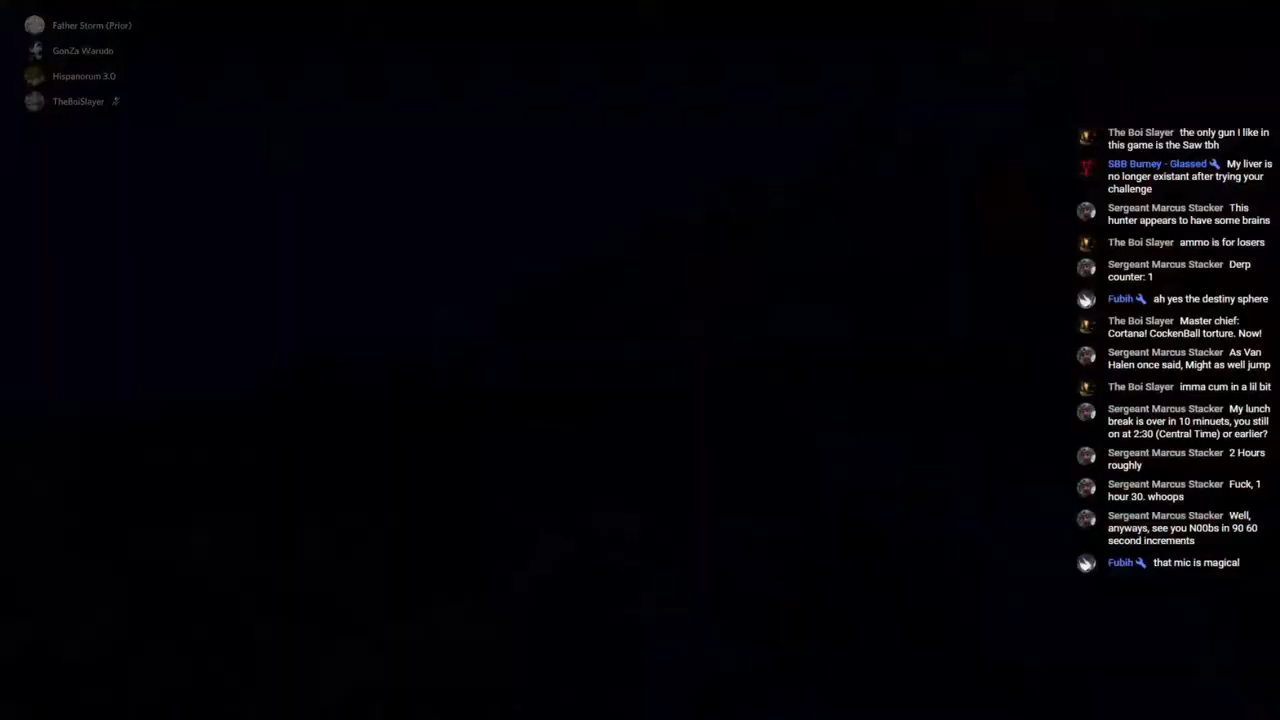 Father Storm (Prior)
GonZa Warudo
Hispanorum 3.0
TheBoiSlayer
The Boi Slayer the only gun I like in
this game is the Saw tbh
SBB Burney - Glassed My liver is
no longer existant after trying your
challenge
Sergeant Marcus Stacker This
hunter appears to have some brains
The Boi Slayer ammo is for losers
Sergeant Marcus Stacker Derp
counter: 1
Fubih ah yes the destiny sphere
The Boi Slayer Master chief:
Cortana! CockenBall torture. Now!
Sergeant Marcus Stacker As Van
Halen once said, Might as well jump
The Boi Slayer imma cum in a lil bit
Sergeant Marcus Stacker My lunch
break is over in 10 minuets, you still
on at 2:30 (Central Time) or earlier?
Sergeant Marcus Stacker 2 Hours
roughly
Sergeant Marcus Stacker Fuck, 1
hour 30. whoops
Sergeant Marcus Stacker Well,
anyways, see you N00bs in 90 60
second increments
Fubih that mic is magical